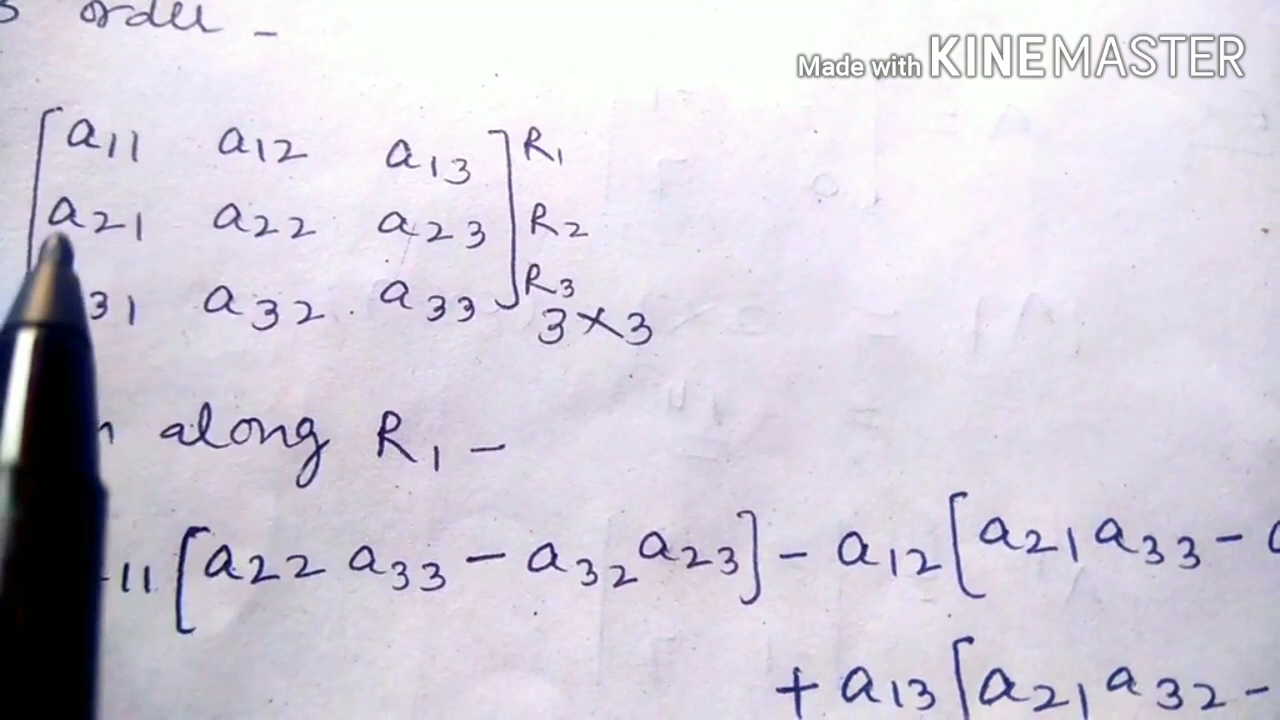 order -
Made with KINEMASTER
a11 a12 a13 R1
a21 a22 a23 R2
31 a32 a33 R3
3×3
along R1 -
11 [a22 a33 - a32 a23] - a12 [a21 a33 -
+ a13 [a21 a32 -